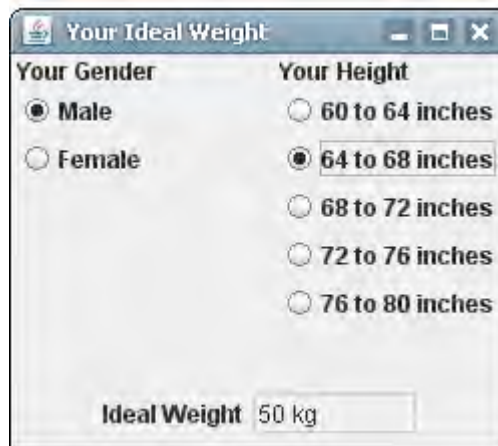 Your Ideal Weight
Your Gender
Male
Female
Your Height
60 to 64 inches
64 to 68 inches
68 to 72 inches
72 to 76 inches
76 to 80 inches
Ideal Weight 50 kg